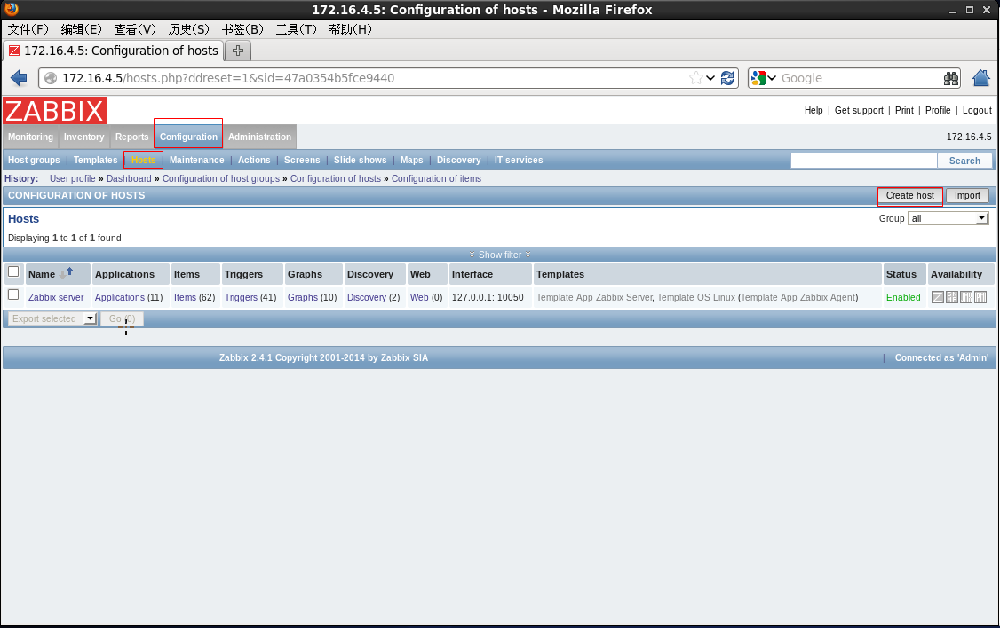 172.16.4.5: Configuration of hosts - Mozilla Firefox
文件(F) 编辑(E) 查看(V) 历史(S) 书签(B) 工具(T) 帮助(H)
172.16.4.5: Configuration of hosts
172.16.4.5/hosts.php?ddreset=1&sid=47a0354b5fce9440 Google
ZABBIX
Help | Get support | Print | Profile | Logout
Monitoring Inventory Reports Configuration Administration 172.16.4.5
Host groups | Templates | Hosts | Maintenance | Actions | Screens | Slide shows | Maps | Discovery | IT services Search
History: User profile » Dashboard » Configuration of host groups » Configuration of hosts » Configuration of items
CONFIGURATION OF HOSTS Create host Import
Hosts Group all
Displaying 1 to 1 of 1 found
Show filter
Name Applications Items Triggers Graphs Discovery Web Interface Templates Status Availability
Zabbix server Applications (11) Items (62) Triggers (41) Graphs (10) Discovery (2) Web (0) 127.0.0.1: 10050 Template App Zabbix Server, Template OS Linux (Template App Zabbix Agent) Enabled
Export selected Go (0)
Zabbix 2.4.1 Copyright 2001-2014 by Zabbix SIA | Connected as 'Admin'